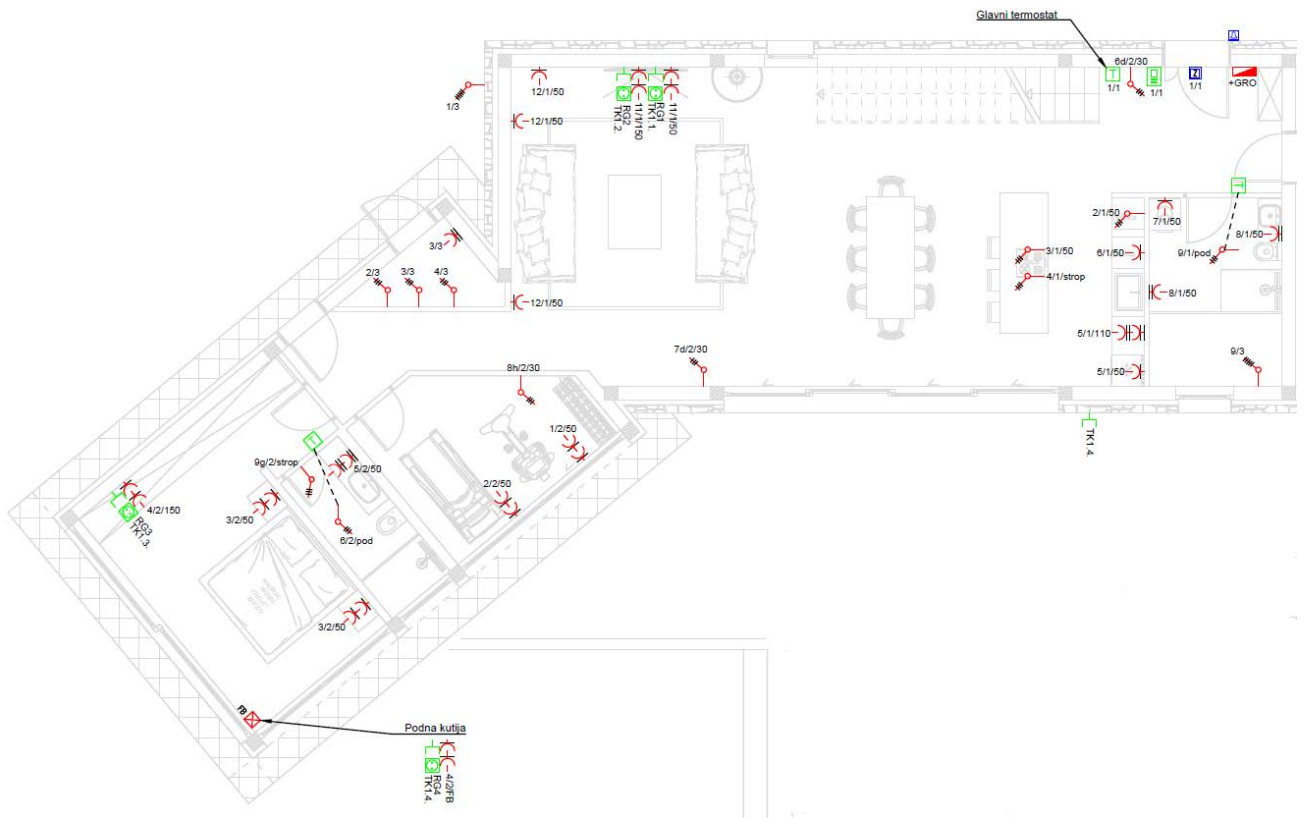 Glavni termostat
6d/2/30
1/1
1/1
Z
1/1
+GRO
T
1/3
12/1/50
12/1/50
RG2
TK1.2.
11/1/150
RG1
TK1.1.
11/1/50
T
3/3
2/3
3/3
4/3
12/1/50
2/1/50
7/1/50
8/1/50
6/1/50
9/1/pod
3/1/50
4/1/strop
8/1/50
5/1/110
5/1/50
9/3
7d/2/30
8h/2/30
TK1.4.
1/2/50
T
9g/2/strop
5/2/50
2/2/50
4/2/150
RG3
TK1.3.
3/2/50
6/2/pod
3/2/50
FB
Podna kutija
4/2/FB
RG4
TK1.4.